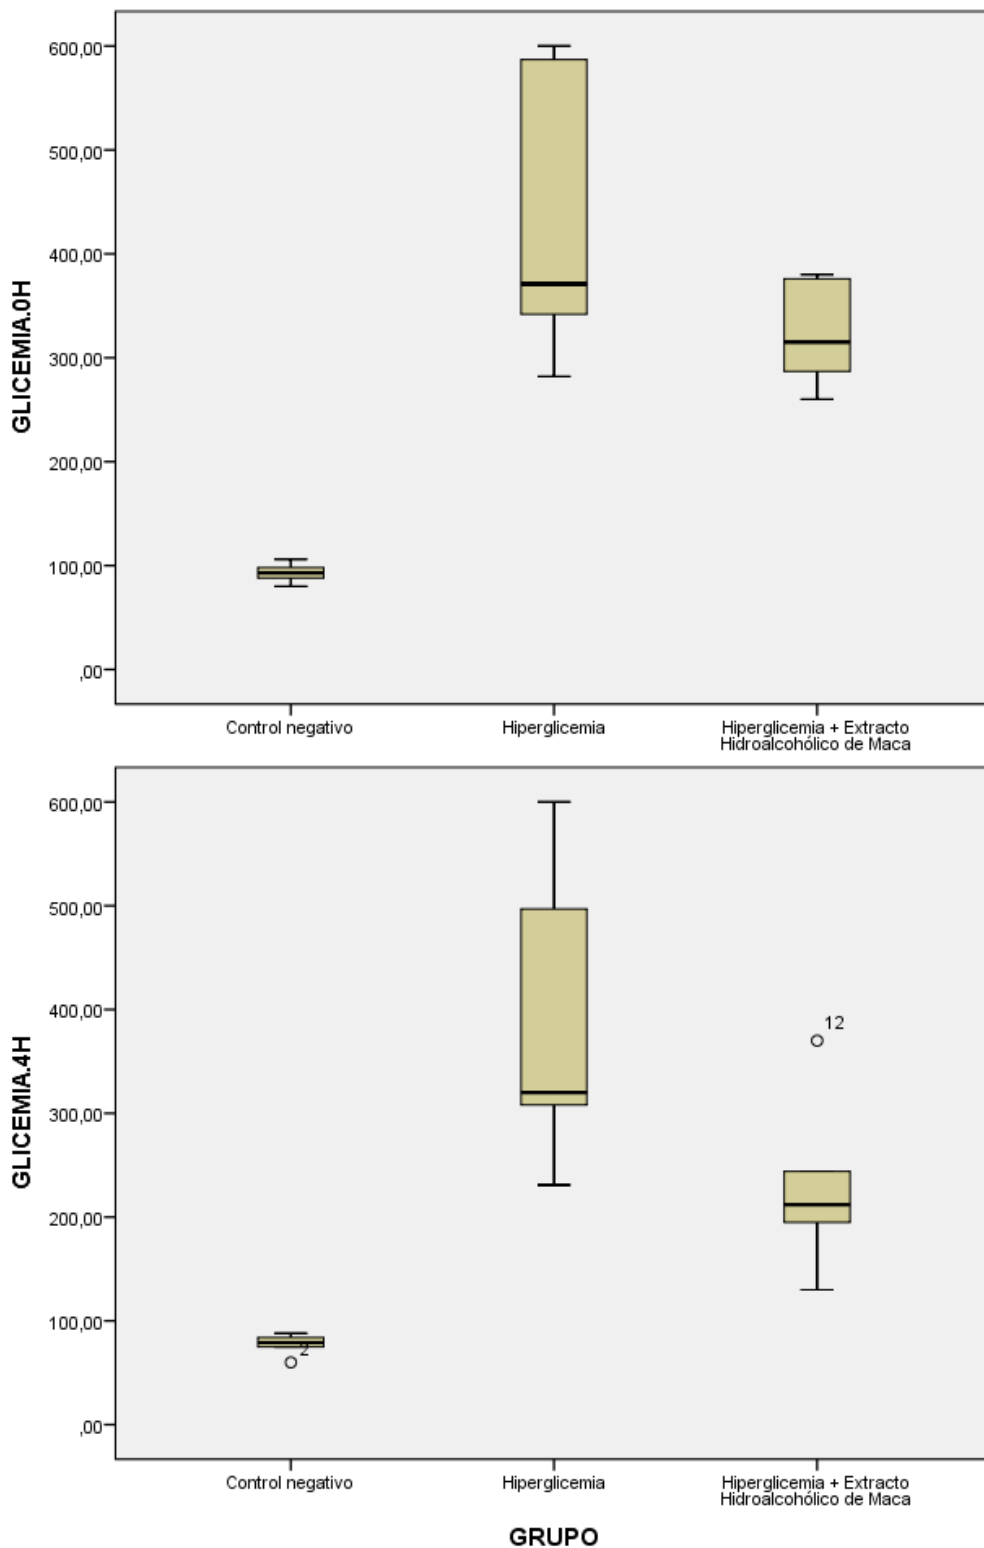 600,00
500,00
400,00
300,00
200,00
100,00
,00
GLICEMIA.0H
Control negativo
Hiperglicemia
Hiperglicemia + Extracto
Hidroalcohólico de Maca
600,00
500,00
400,00
300,00
200,00
100,00
,00
GLICEMIA.4H
12
2
Control negativo
Hiperglicemia
Hiperglicemia + Extracto
Hidroalcohólico de Maca
GRUPO